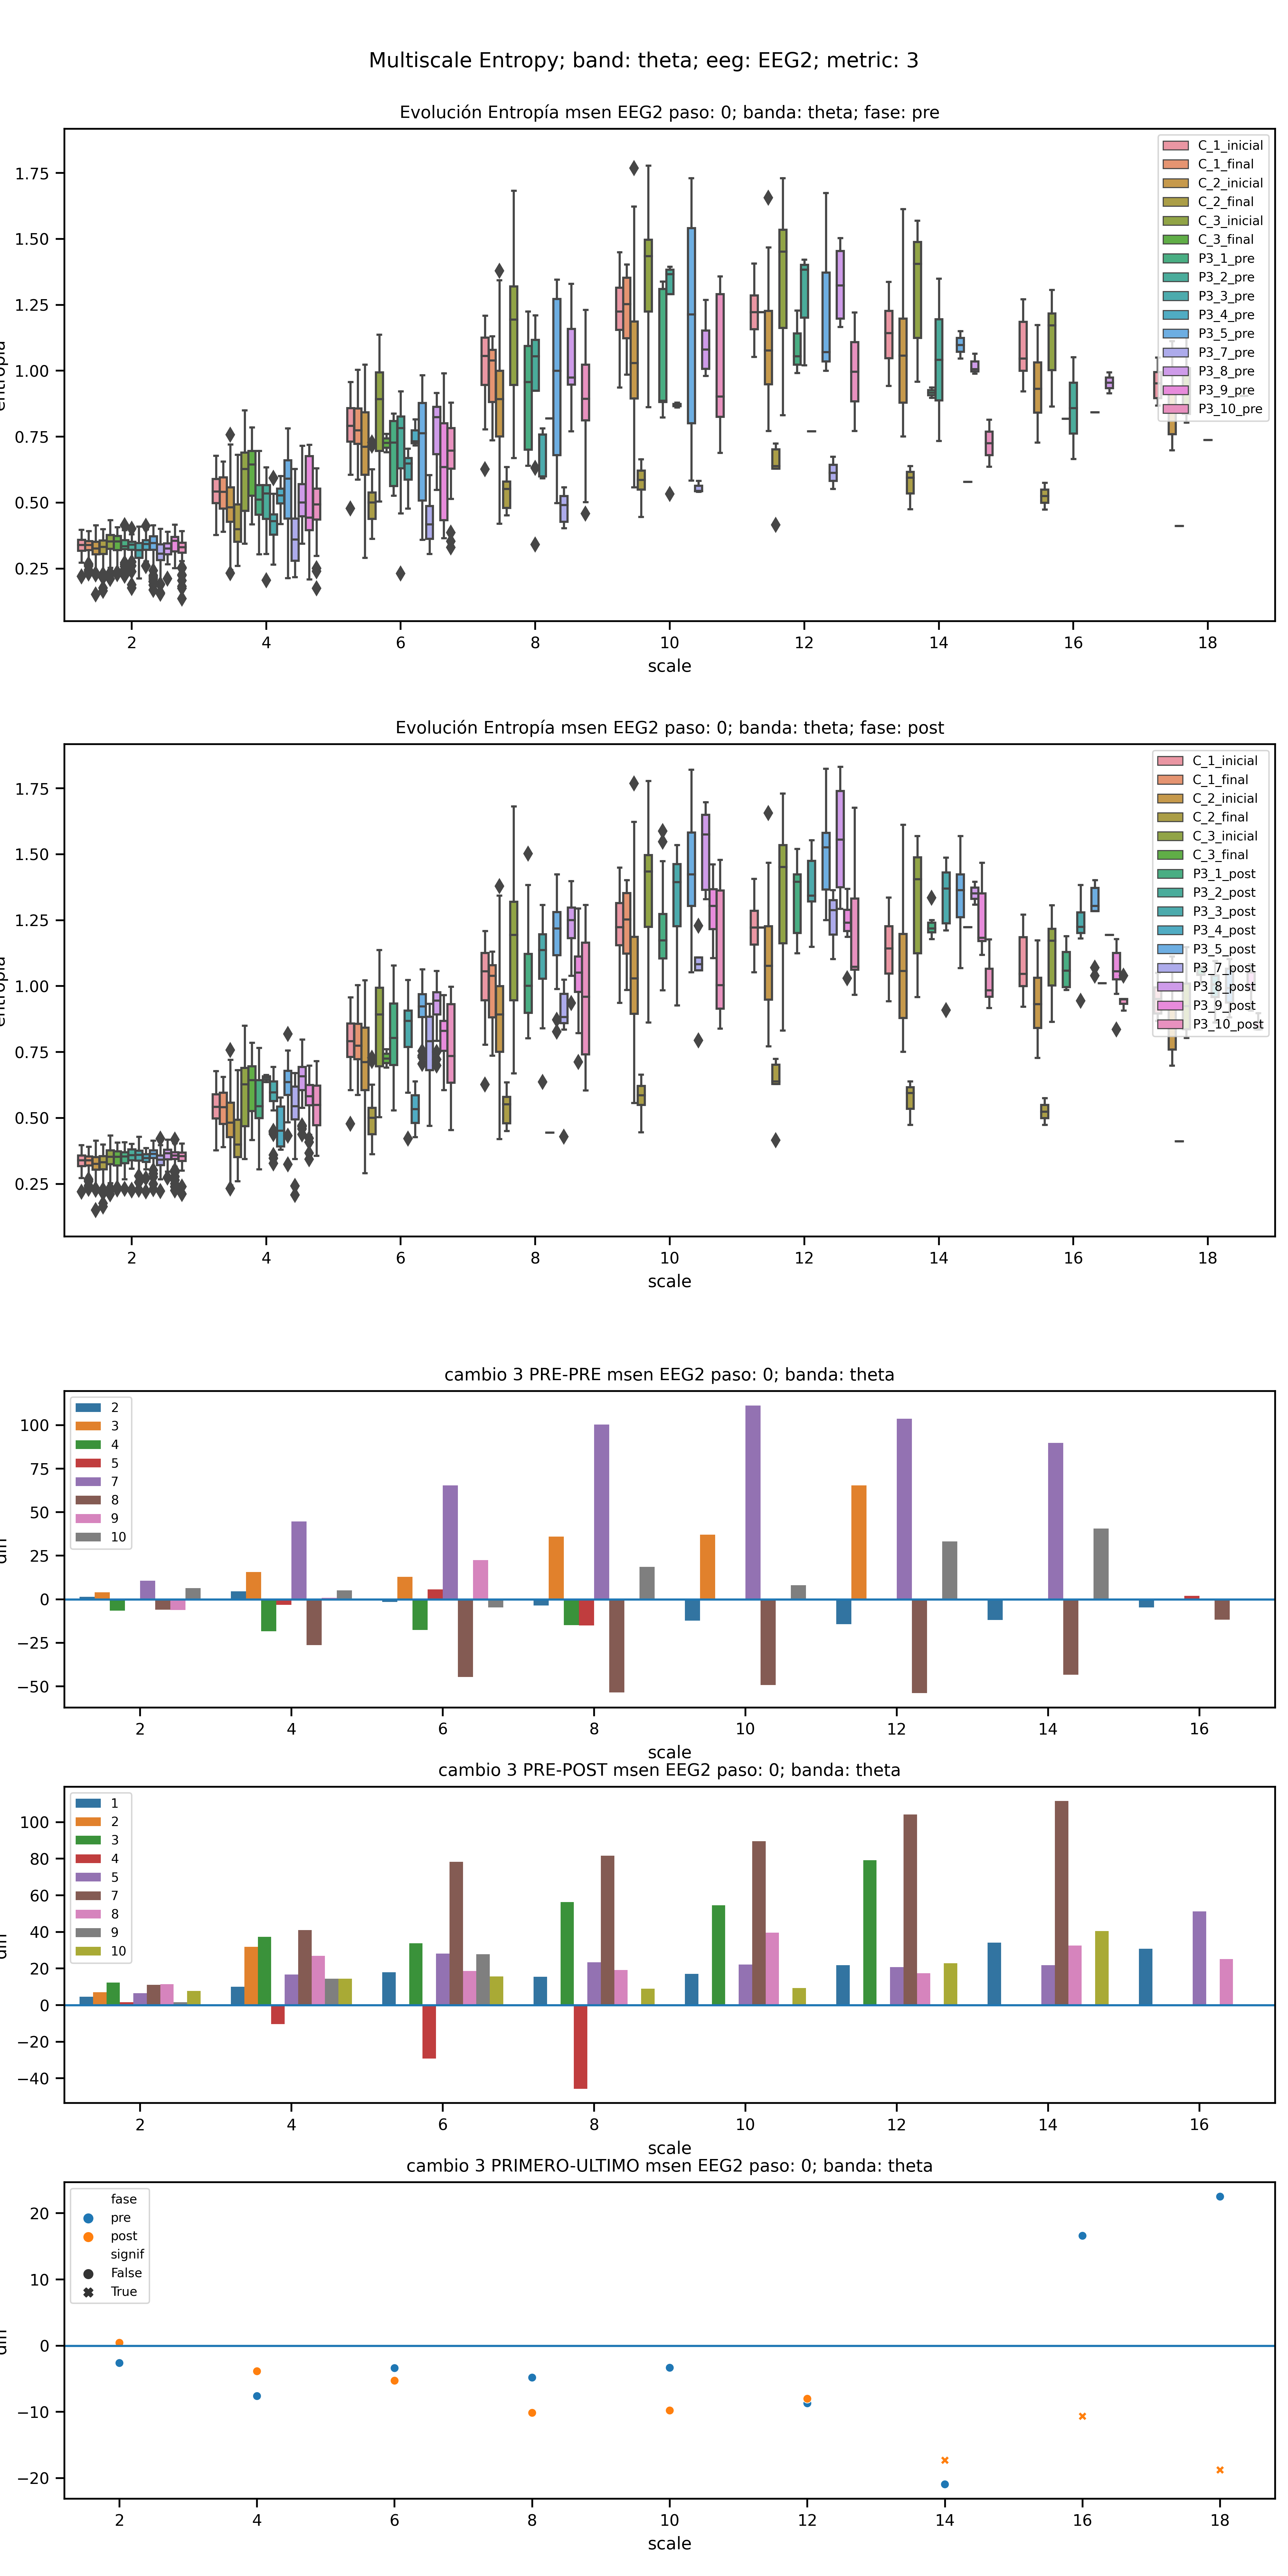 Multiscale Entropy; band: theta; eeg: EEG2; metric: 3
Evolución Entropía msen EEG2 paso: 0; banda: theta; fase: pre
1.75
1.50
1.25
1.00
0.75
0.50
0.25
C_1_inicial
C_1_final
C_2_inicial
C_2_final
C_3_inicial
C_3_final
P3_1_pre
P3_2_pre
P3_3_pre
P3_4_pre
P3_5_pre
P3_7_pre
P3_8_pre
P3_9_pre
P3_10_pre
2 4 6 8 10 12 14 16 18
scale
Evolución Entropía msen EEG2 paso: 0; banda: theta; fase: post
1.75
1.50
1.25
1.00
0.75
0.50
0.25
C_1_inicial
C_1_final
C_2_inicial
C_2_final
C_3_inicial
C_3_final
P3_1_post
P3_2_post
P3_3_post
P3_4_post
P3_5_post
P3_7_post
P3_8_post
P3_9_post
P3_10_post
2 4 6 8 10 12 14 16 18
scale
cambio 3 PRE-PRE msen EEG2 paso: 0; banda: theta
100
75
50
25
0
−25
−50
2
3
4
5
7
8
9
10
2 4 6 8 10 12 14 16
scale
cambio 3 PRE-POST msen EEG2 paso: 0; banda: theta
100
80
60
40
20
0
−20
−40
1
2
3
4
5
7
8
9
10
2 4 6 8 10 12 14 16
scale
cambio 3 PRIMERO-ULTIMO msen EEG2 paso: 0; banda: theta
20
10
0
−10
−20
fase
pre
post
signif
False
True
2 4 6 8 10 12 14 16 18
scale